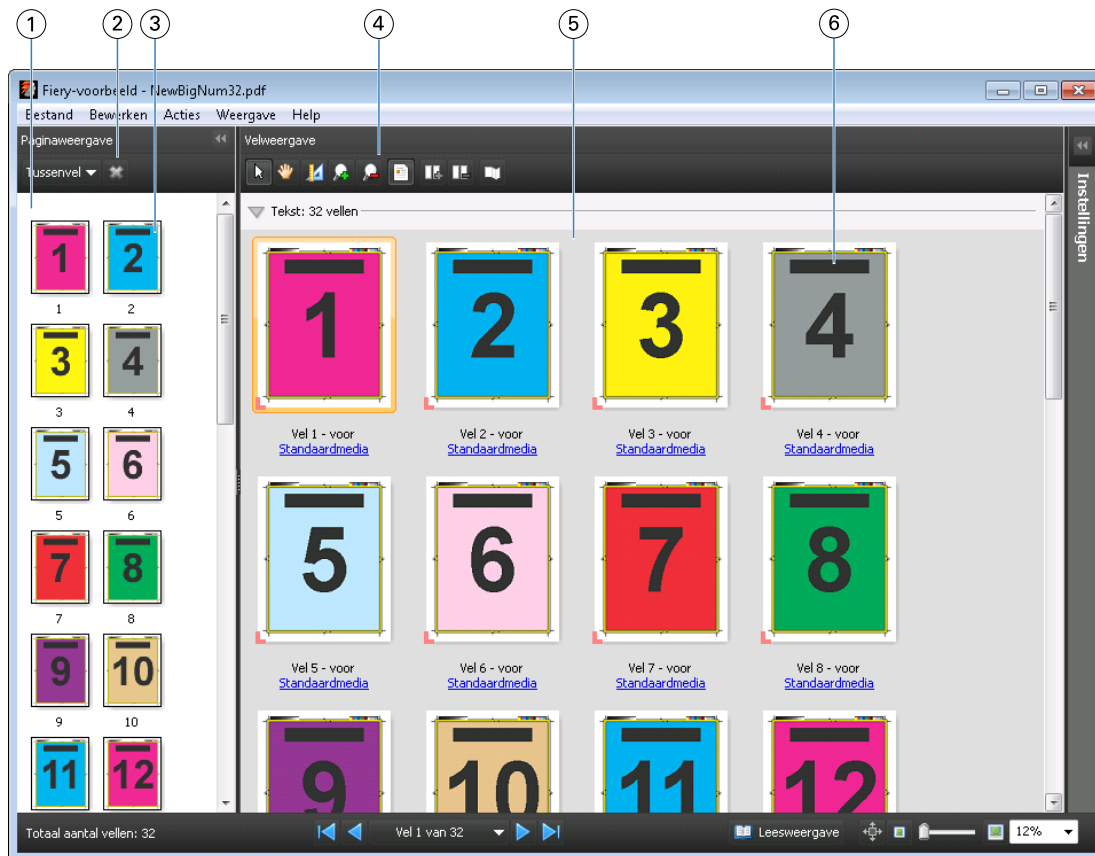 1 2 3 4 5 6
Fiery-voorbeeld - NewBigNum32.pdf
Bestand Bewerken Acties Weergave Help
Paginaweergave
Velweergave
Tussenvel
Instellingen
1 2
1 2
3 4
3 4
5 6
5 6
7 8
7 8
9 10
9 10
11 12
Tekst: 32 vellen
1 2 3 4
Vel 1 - voor Vel 2 - voor Vel 3 - voor Vel 4 - voor
Standaardmedia Standaardmedia Standaardmedia Standaardmedia
5 6 7 8
Vel 5 - voor Vel 6 - voor Vel 7 - voor Vel 8 - voor
Standaardmedia Standaardmedia Standaardmedia Standaardmedia
9 10 11 12
Totaal aantal vellen: 32
Vel 1 van 32
Leesweergave
12%